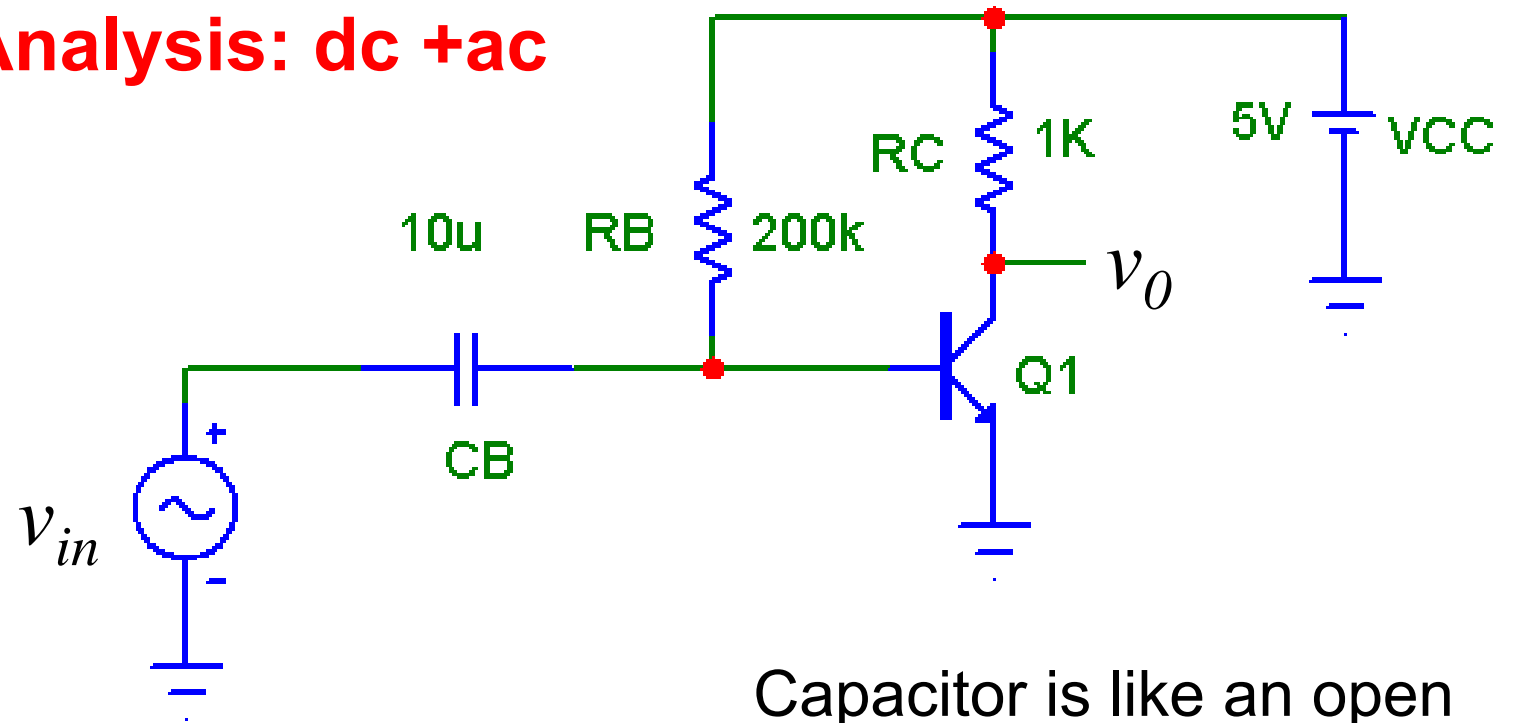 Analysis: dc +ac
5V
VCC
RC
1K
10u
RB
200k
v0
Q1
CB
+
vin
-
Capacitor is like an open